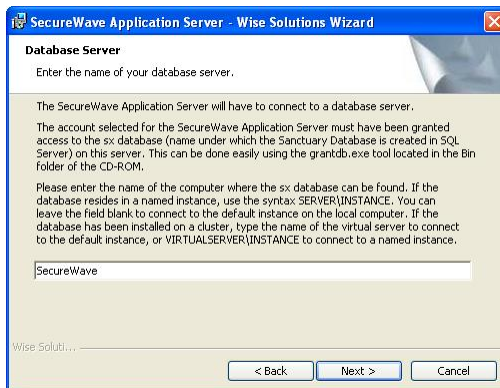 SecureWave Application Server - Wise Solutions Wizard
Database Server
Enter the name of your database server.
The SecureWave Application Server will have to connect to a database server.
The account selected for the SecureWave Application Server must have been granted
access to the sx database (name under which the Sanctuary Database is created in SQL
Server) on this server. This can be done easily using the grantdb.exe tool located in the Bin
folder of the CD-ROM.
Please enter the name of the computer where the sx database can be found. If the
database resides in a named instance, use the syntax SERVER\INSTANCE. You can
leave the field blank to connect to the default instance on the local computer. If the
database has been installed on a cluster, type the name of the virtual server to connect
to the default instance, or VIRTUALSERVER\INSTANCE to connect to a named instance.
SecureWave
Wise Soluti...
< Back Next > Cancel